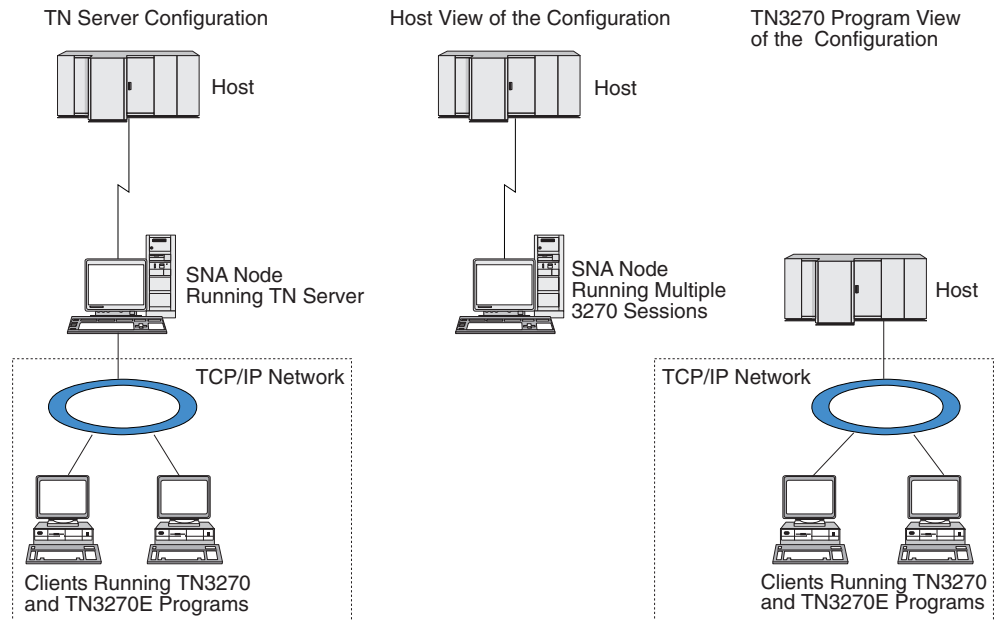 TN Server Configuration
Host
SNA Node
Running TN Server
TCP/IP Network
Clients Running TN3270
and TN3270E Programs
Host View of the Configuration
Host
SNA Node
Running Multiple
3270 Sessions
TN3270 Program View
of the Configuration
Host
TCP/IP Network
Clients Running TN3270
and TN3270E Programs